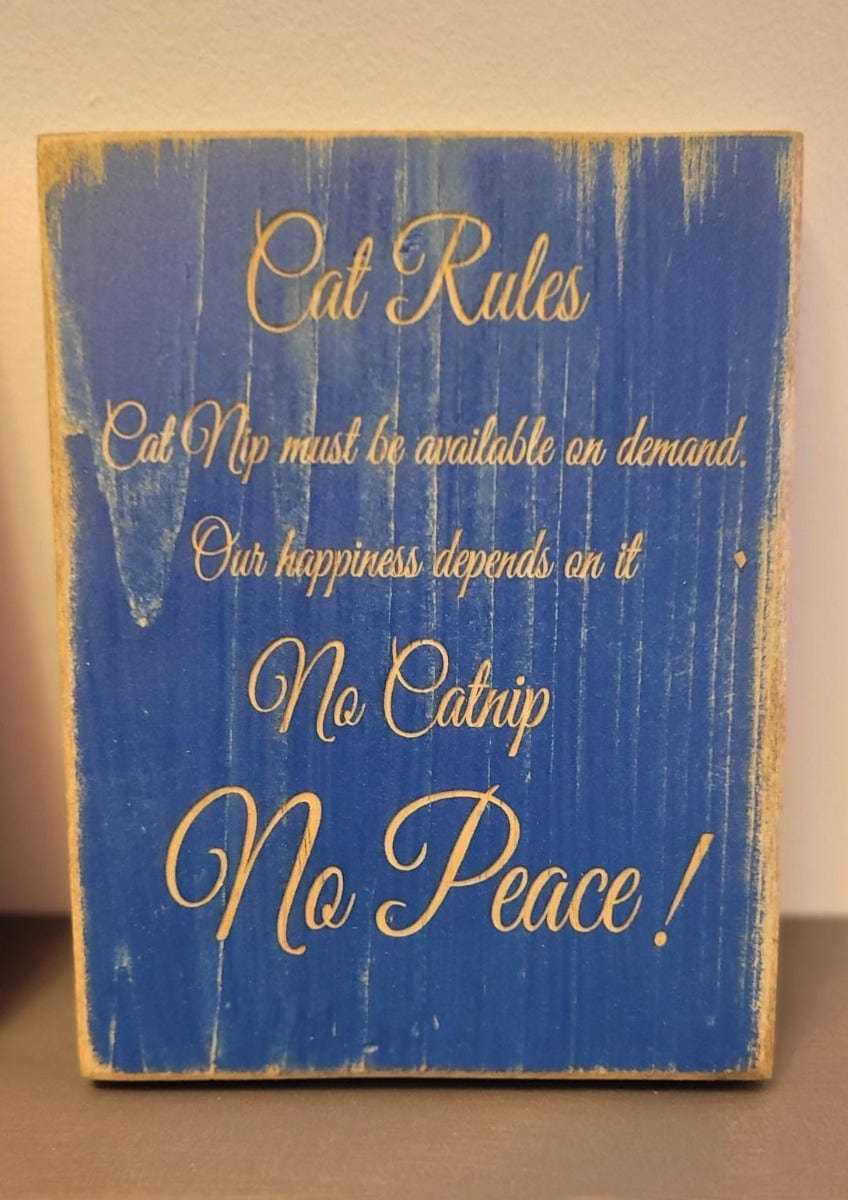 Cat Rules
Cat Nip must be available on demand.
Our happiness depends on it
No Catnip
No Peace!